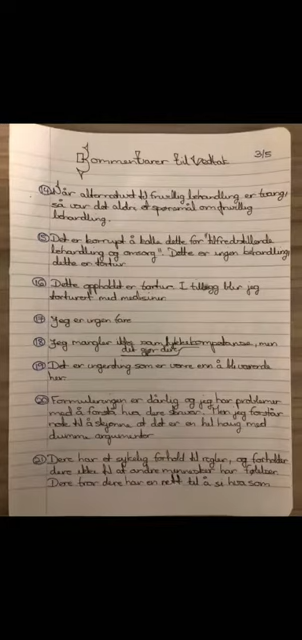 Kommentarer til Vedtak 3/5
(14) Når alternativet til frivillig behandling er tvang,
så var det aldri et spørsmål om frivillig
behandling.
(15) Det er korrupt å kalle dette for "tilfredstillende
behandling og omsorg". Dette er ingen behandling,
dette er tortur.
(16) Dette oppholdet er tortur. I tillegg blir jeg
torturert med medisiner
(17) Jeg er ingen fare
(18) Jeg mangler ikke samtykkekompetanse, men
det gjør dere
(19) Det er ingenting som er verre enn å bli værende
her
(20) Formuleringen er dårlig og jeg har problemer
med å forstå hva dere skriver. Men jeg forstår
nok til å skjønne at det er en hel haug med
dumme argumenter
(21) Dere har et sykelig forhold til regler, og forholder
dere ikke til at andre mennesker har følelser.
Dere tror dere har en rett til å si hva som